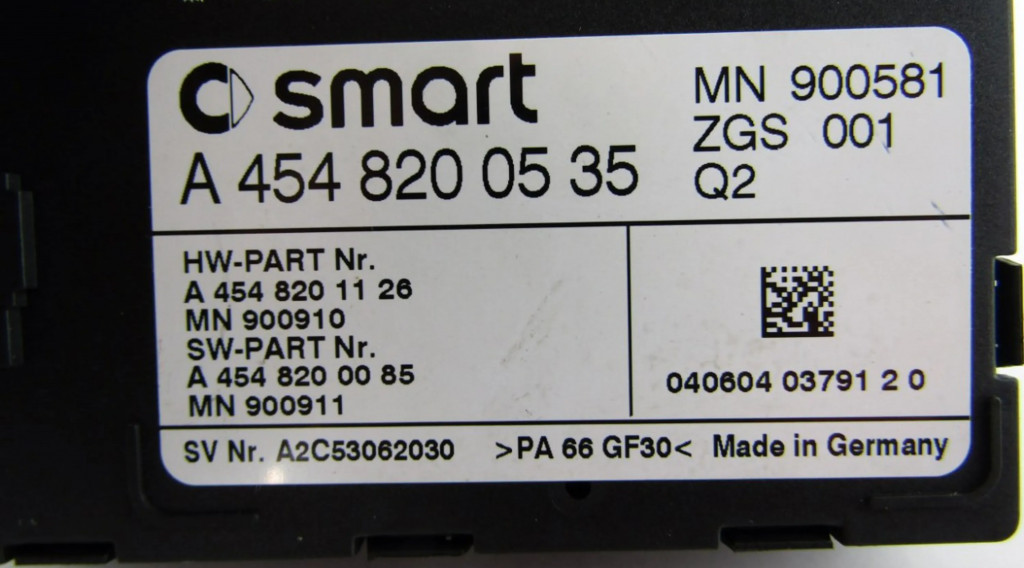 smart
A 454 820 05 35
MN 900581
ZGS 001
Q2
HW-PART Nr.
A 454 820 11 26
MN 900910
SW-PART Nr.
A 454 820 00 85
MN 900911
040604 03791 2 0
SV Nr. A2C53062030 >PA 66 GF30< Made in Germany